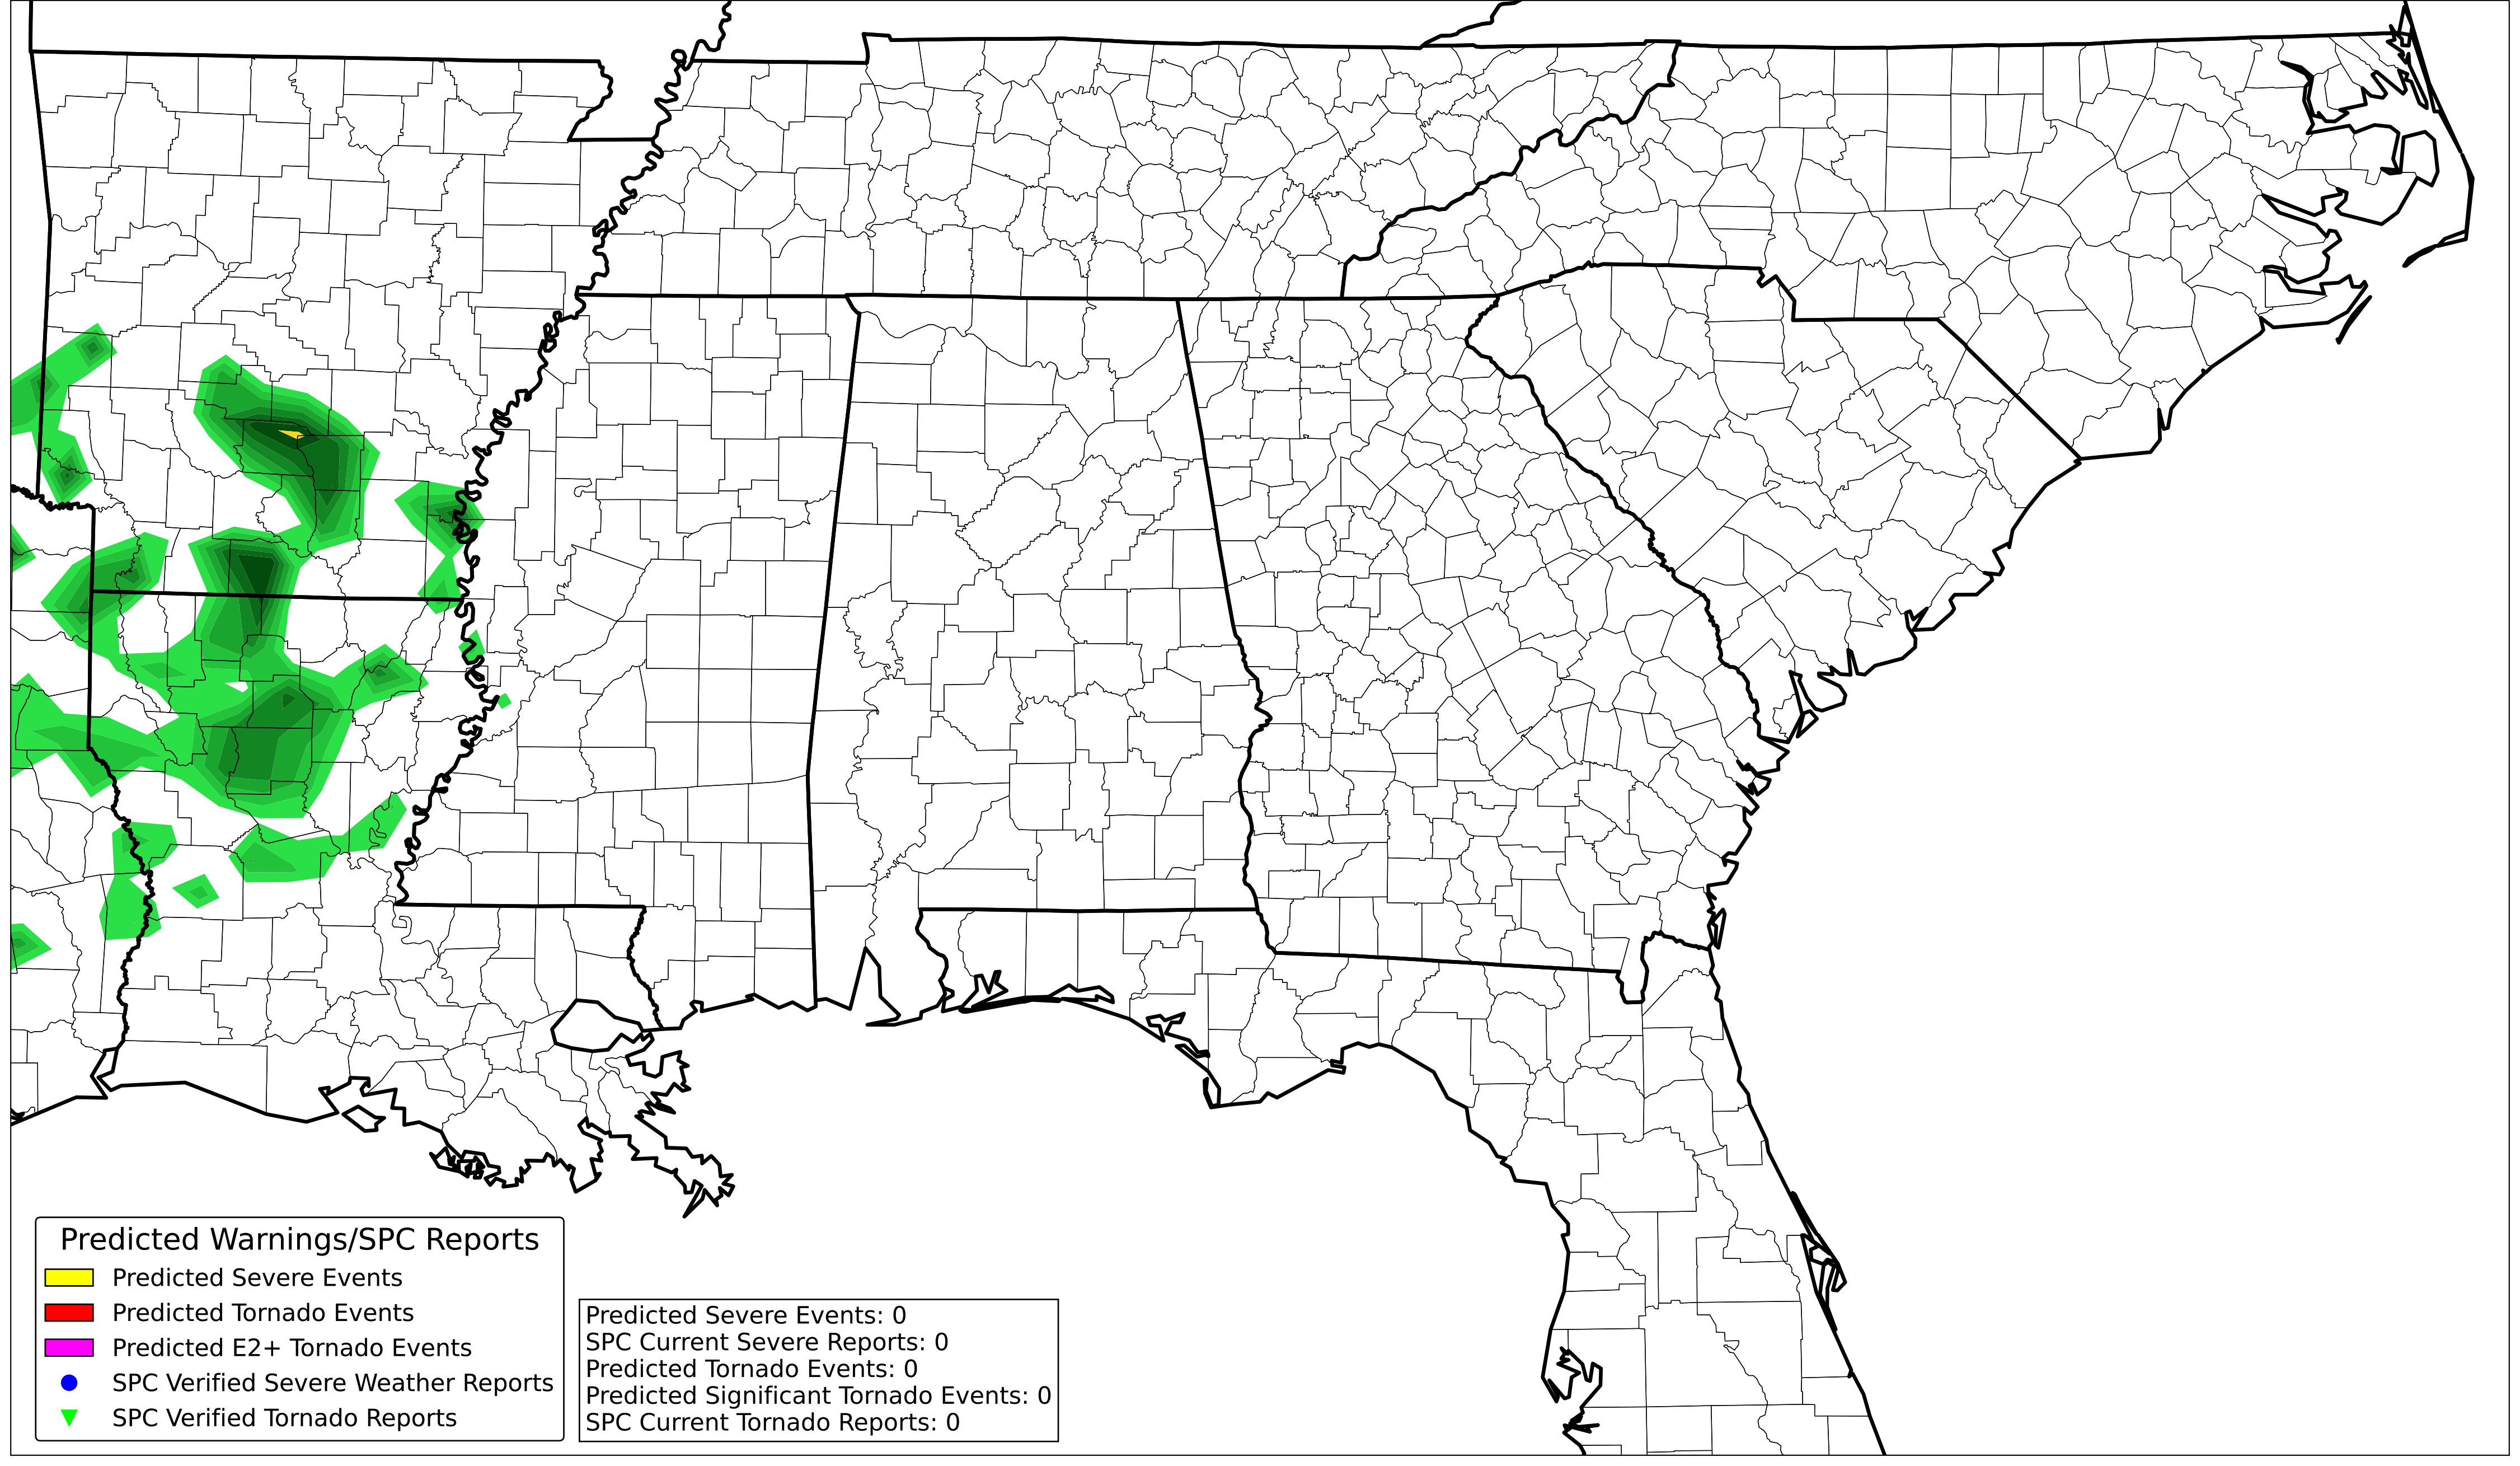 Predicted Warnings/SPC Reports
Predicted Severe Events
Predicted Tornado Events
Predicted E2+ Tornado Events
SPC Verified Severe Weather Reports
SPC Verified Tornado Reports
Predicted Severe Events: 0
SPC Current Severe Reports: 0
Predicted Tornado Events: 0
Predicted Significant Tornado Events: 0
SPC Current Tornado Reports: 0